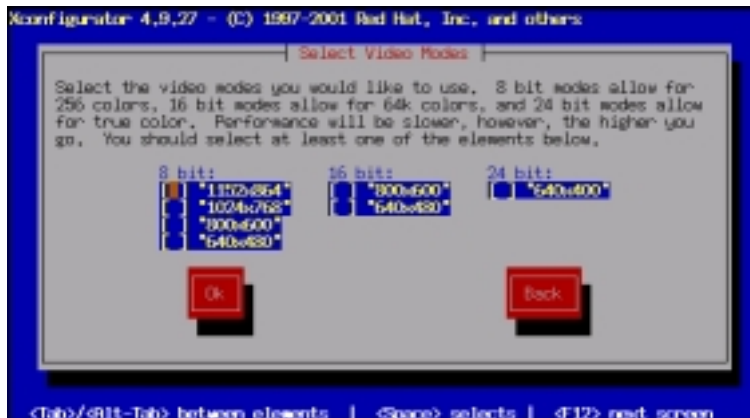 Xconfigurator 4.9.27 - (C) 1997-2001 Red Hat, Inc. and others
Select Video Modes
Select the video modes you would like to use. 8 bit modes allow for
256 colors, 16 bit modes allow for 64k colors, and 24 bit modes allow
for true color. Performance will be slower, however, the higher you
go. You should select at least one of the elements below.
8 bit: 16 bit: 24 bit:
[ ] "1152x864" [ ] "800x600" [ ] "640x400"
[ ] "1024x768" [ ] "640x480"
[ ] "800x600"
[ ] "640x480"
Ok Back
<Tab>/<Alt-Tab> between elements | <Space> selects | <F12> next screen